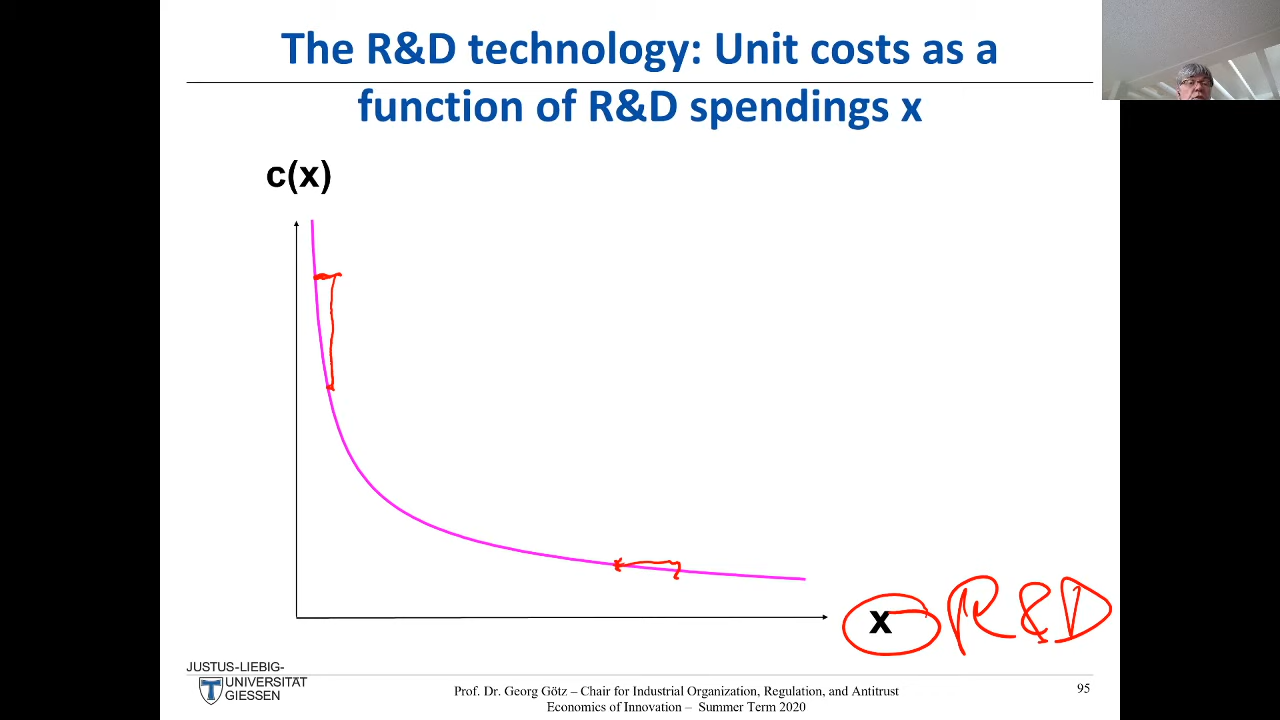 The R&D technology: Unit costs as a
function of R&D spendings x
c(x)
x R&D
JUSTUS-LIEBIG-
UNIVERSITÄT
GIESSEN
Prof. Dr. Georg Götz – Chair for Industrial Organization, Regulation, and Antitrust
Economics of Innovation – Summer Term 2020
95